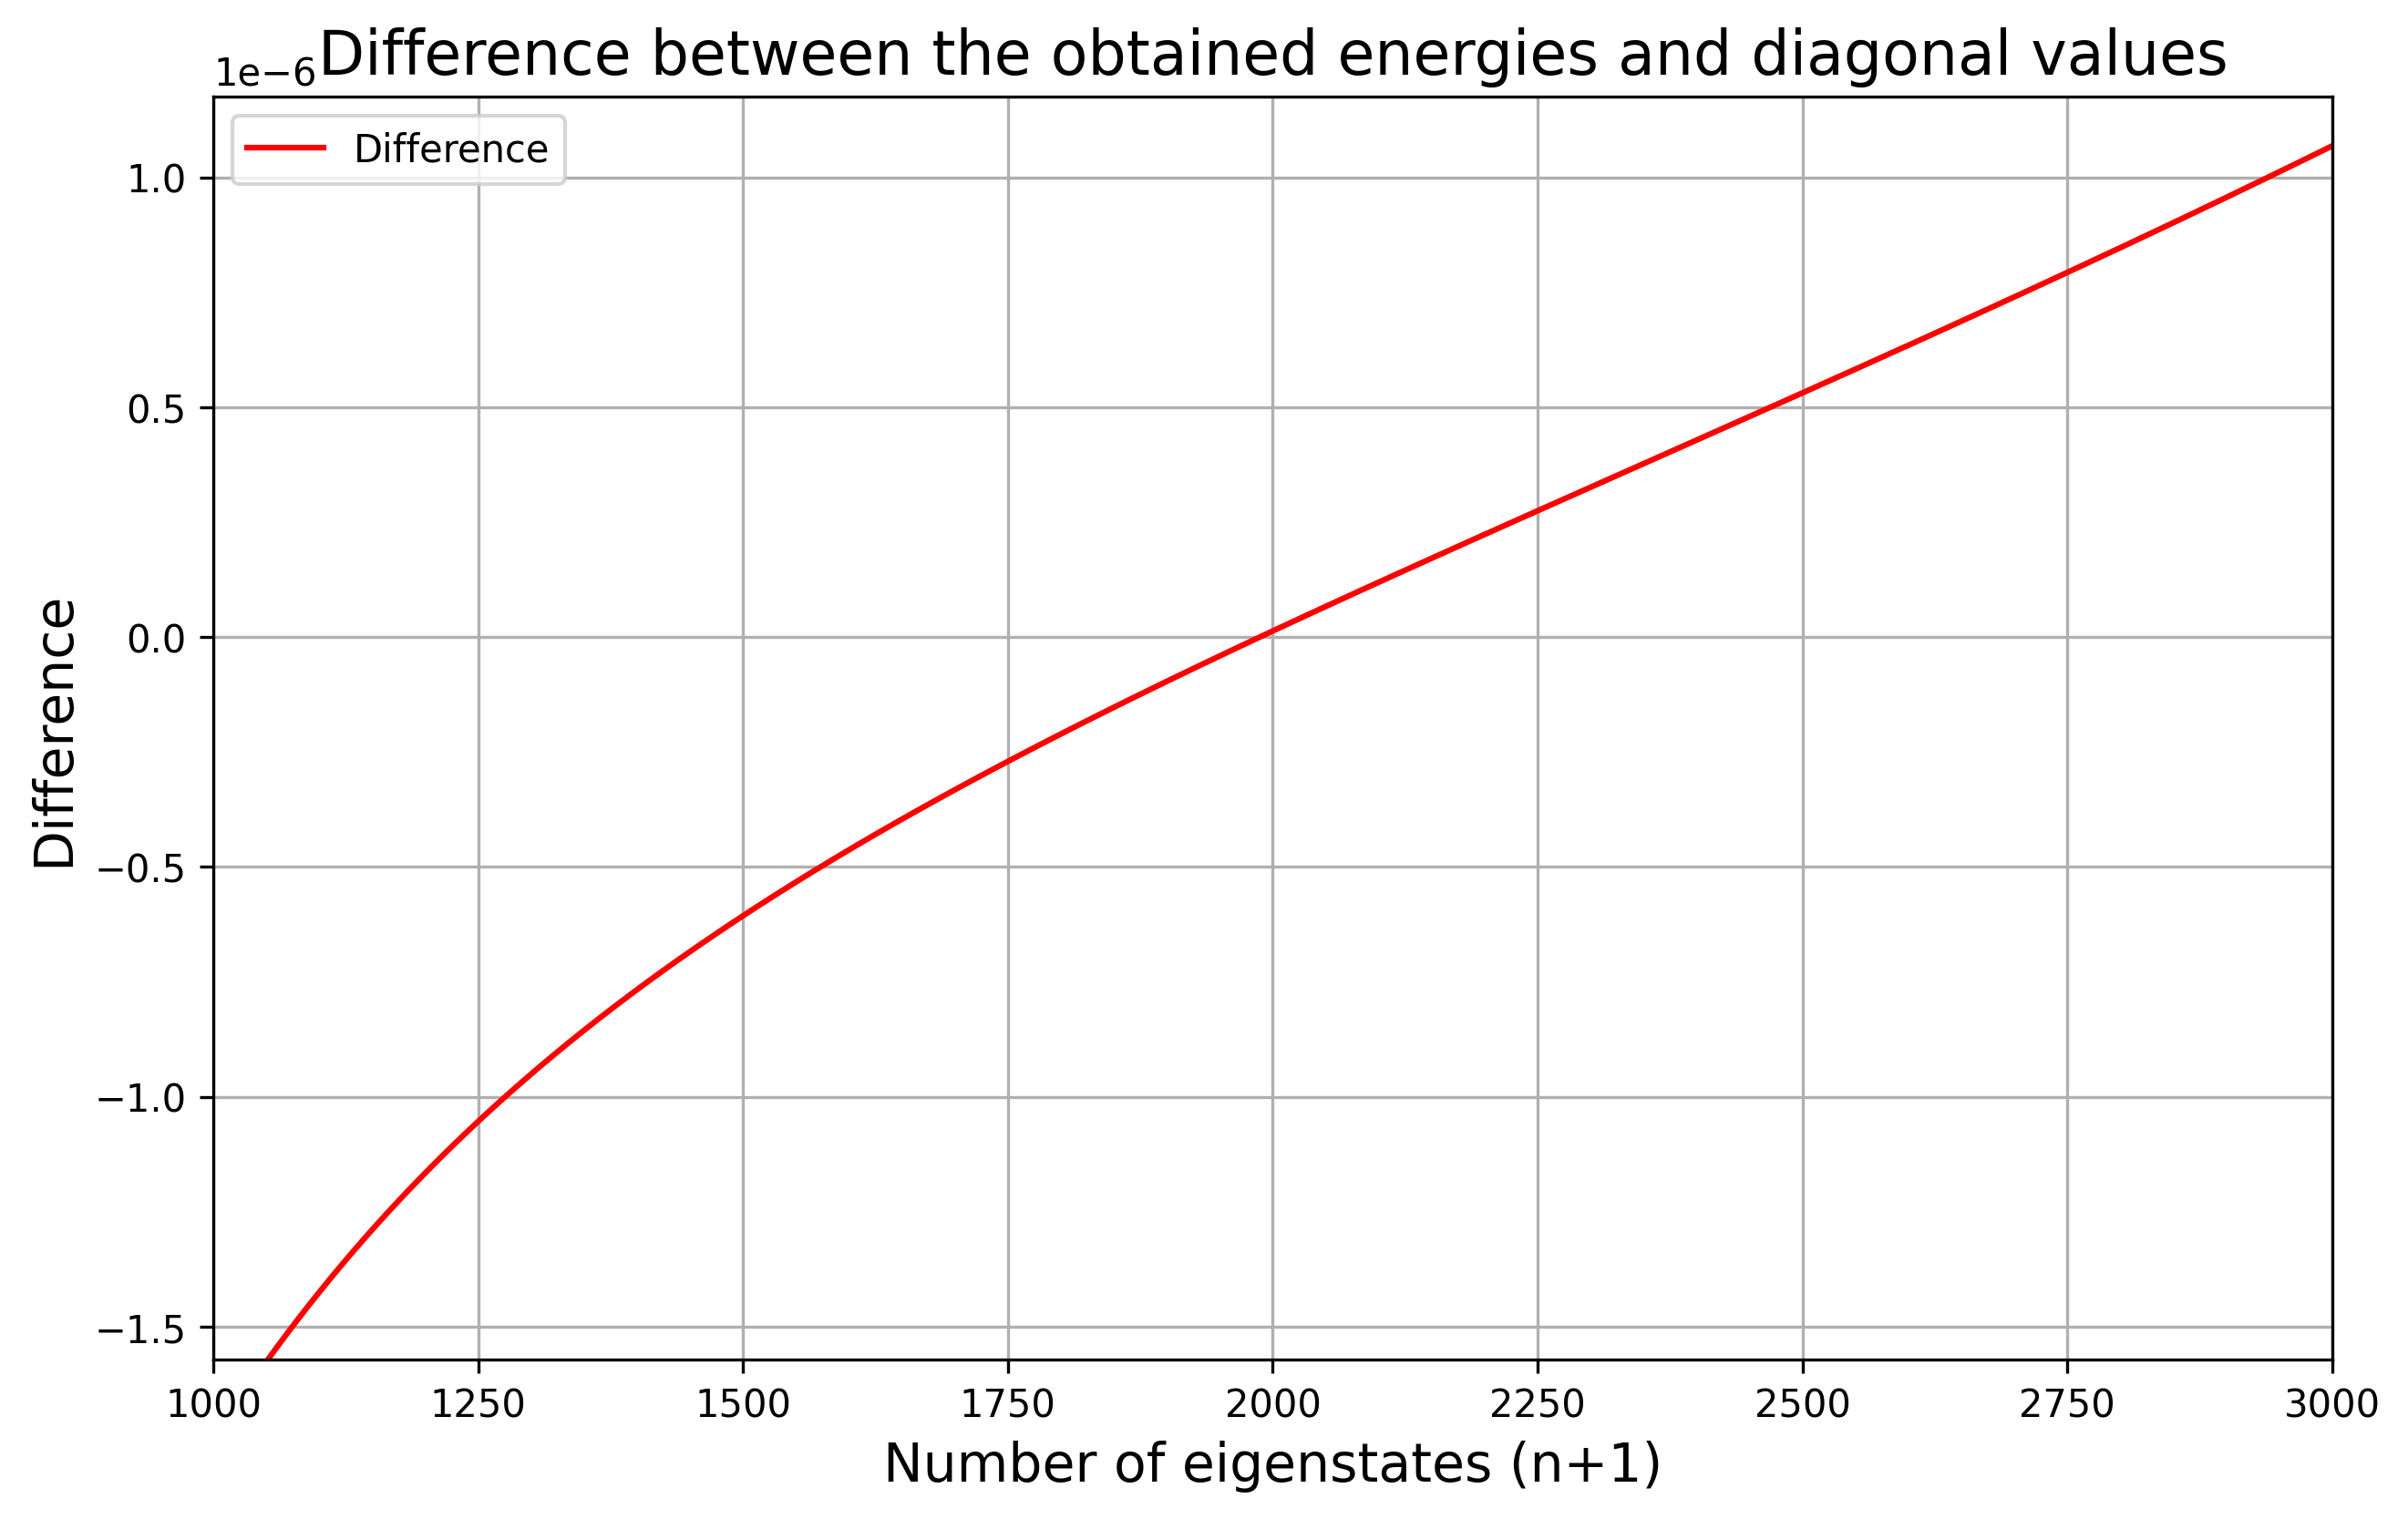 Difference between the obtained energies and diagonal values
1e−6
Difference
1.0
0.5
0.0
−0.5
−1.0
−1.5
Difference
1000 1250 1500 1750 2000 2250 2500 2750 3000
Number of eigenstates (n+1)